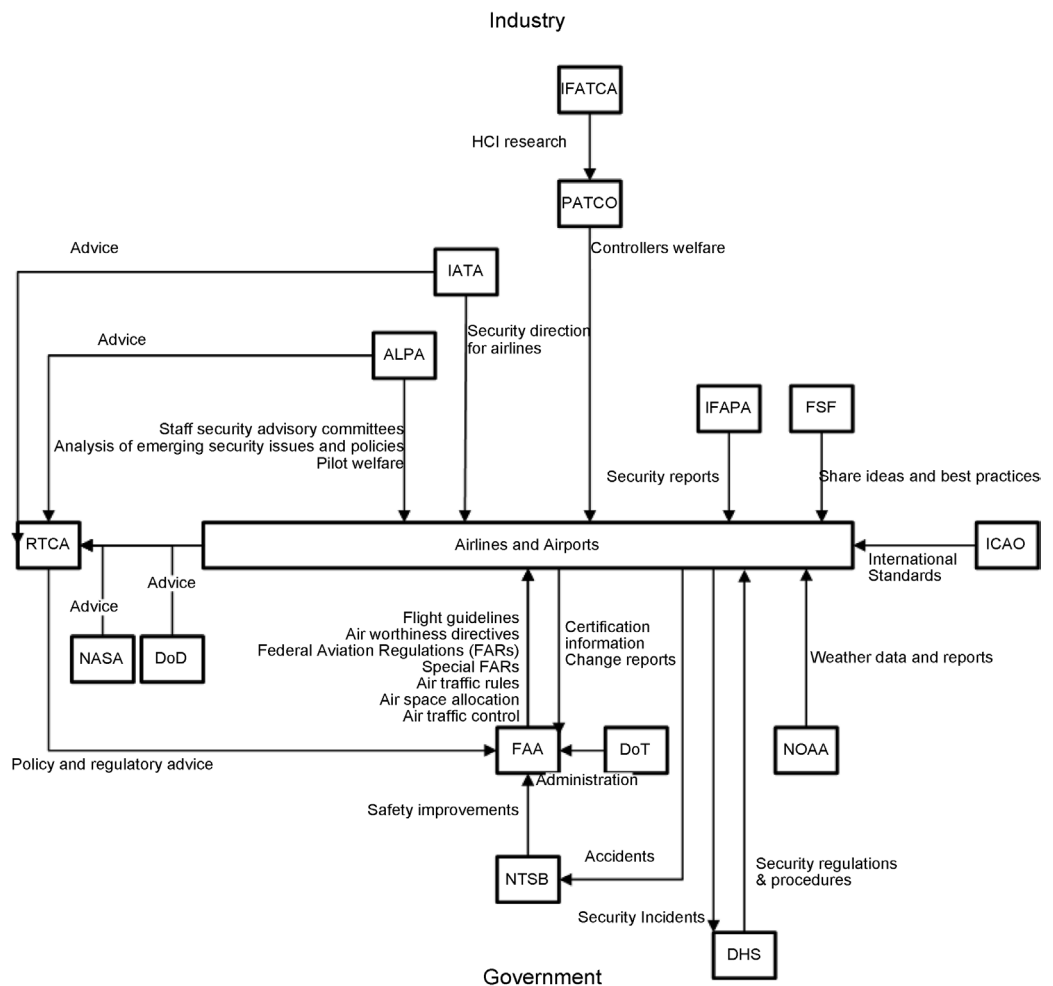 Industry
IFATCA
HCI research
PATCO
Controllers welfare
Advice
IATA
Security direction
for airlines
Advice
ALPA
Staff security advisory committees
Analysis of emerging security issues and policies
Pilot welfare
IFAPA
FSF
Security reports
Share ideas and best practices
RTCA
Airlines and Airports
ICAO
International
Standards
Advice
Advice
NASA
DoD
Flight guidelines
Air worthiness directives
Federal Aviation Regulations (FARs)
Special FARs
Air traffic rules
Air space allocation
Air traffic control
Certification
information
Change reports
Weather data and reports
FAA
DoT
NOAA
Policy and regulatory advice
Administration
Safety improvements
Accidents
NTSB
Security regulations
& procedures
Security Incidents
DHS
Government